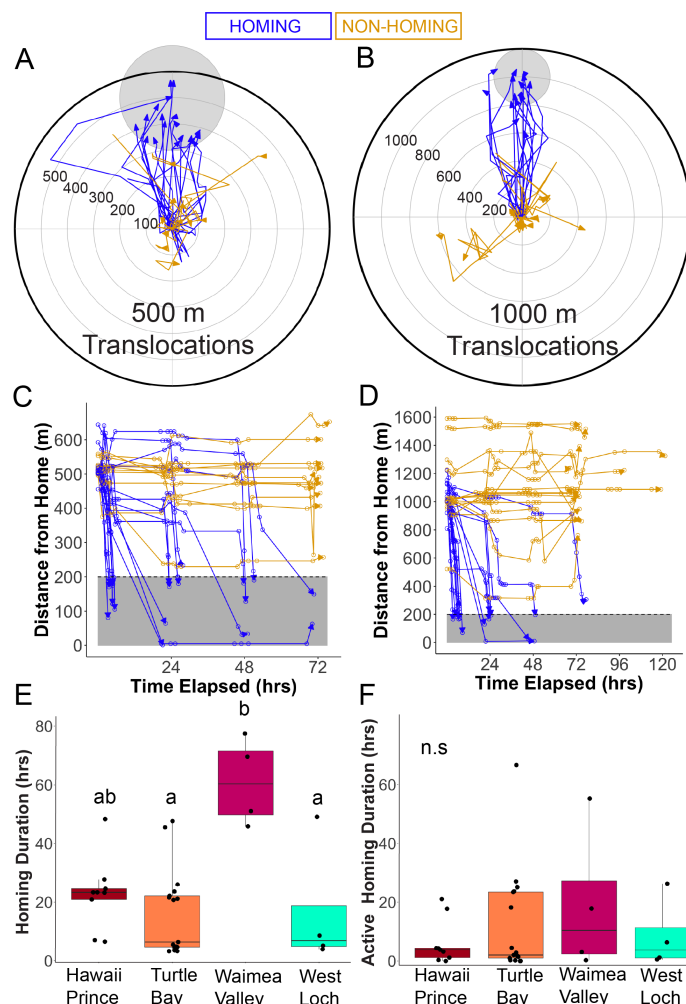 HOMING NON-HOMING
A B
500
400
300
200
100
1000
800
600
400
200
500 m
Translocations
1000 m
Translocations
C D
Distance from Home (m)
600
500
400
300
200
100
0
24 48 72
Time Elapsed (hrs)
Distance from Home (m)
1600
1400
1200
1000
800
600
400
200
0
24 48 72 96 120
Time Elapsed (hrs)
E F
Homing Duration (hrs)
80
60
40
20
0
ab a b a
Hawaii Turtle Waimea West
Prince Bay Valley Loch
Active Homing Duration (hrs)
80
60
40
20
0
n.s
Hawaii Turtle Waimea West
Prince Bay Valley Loch